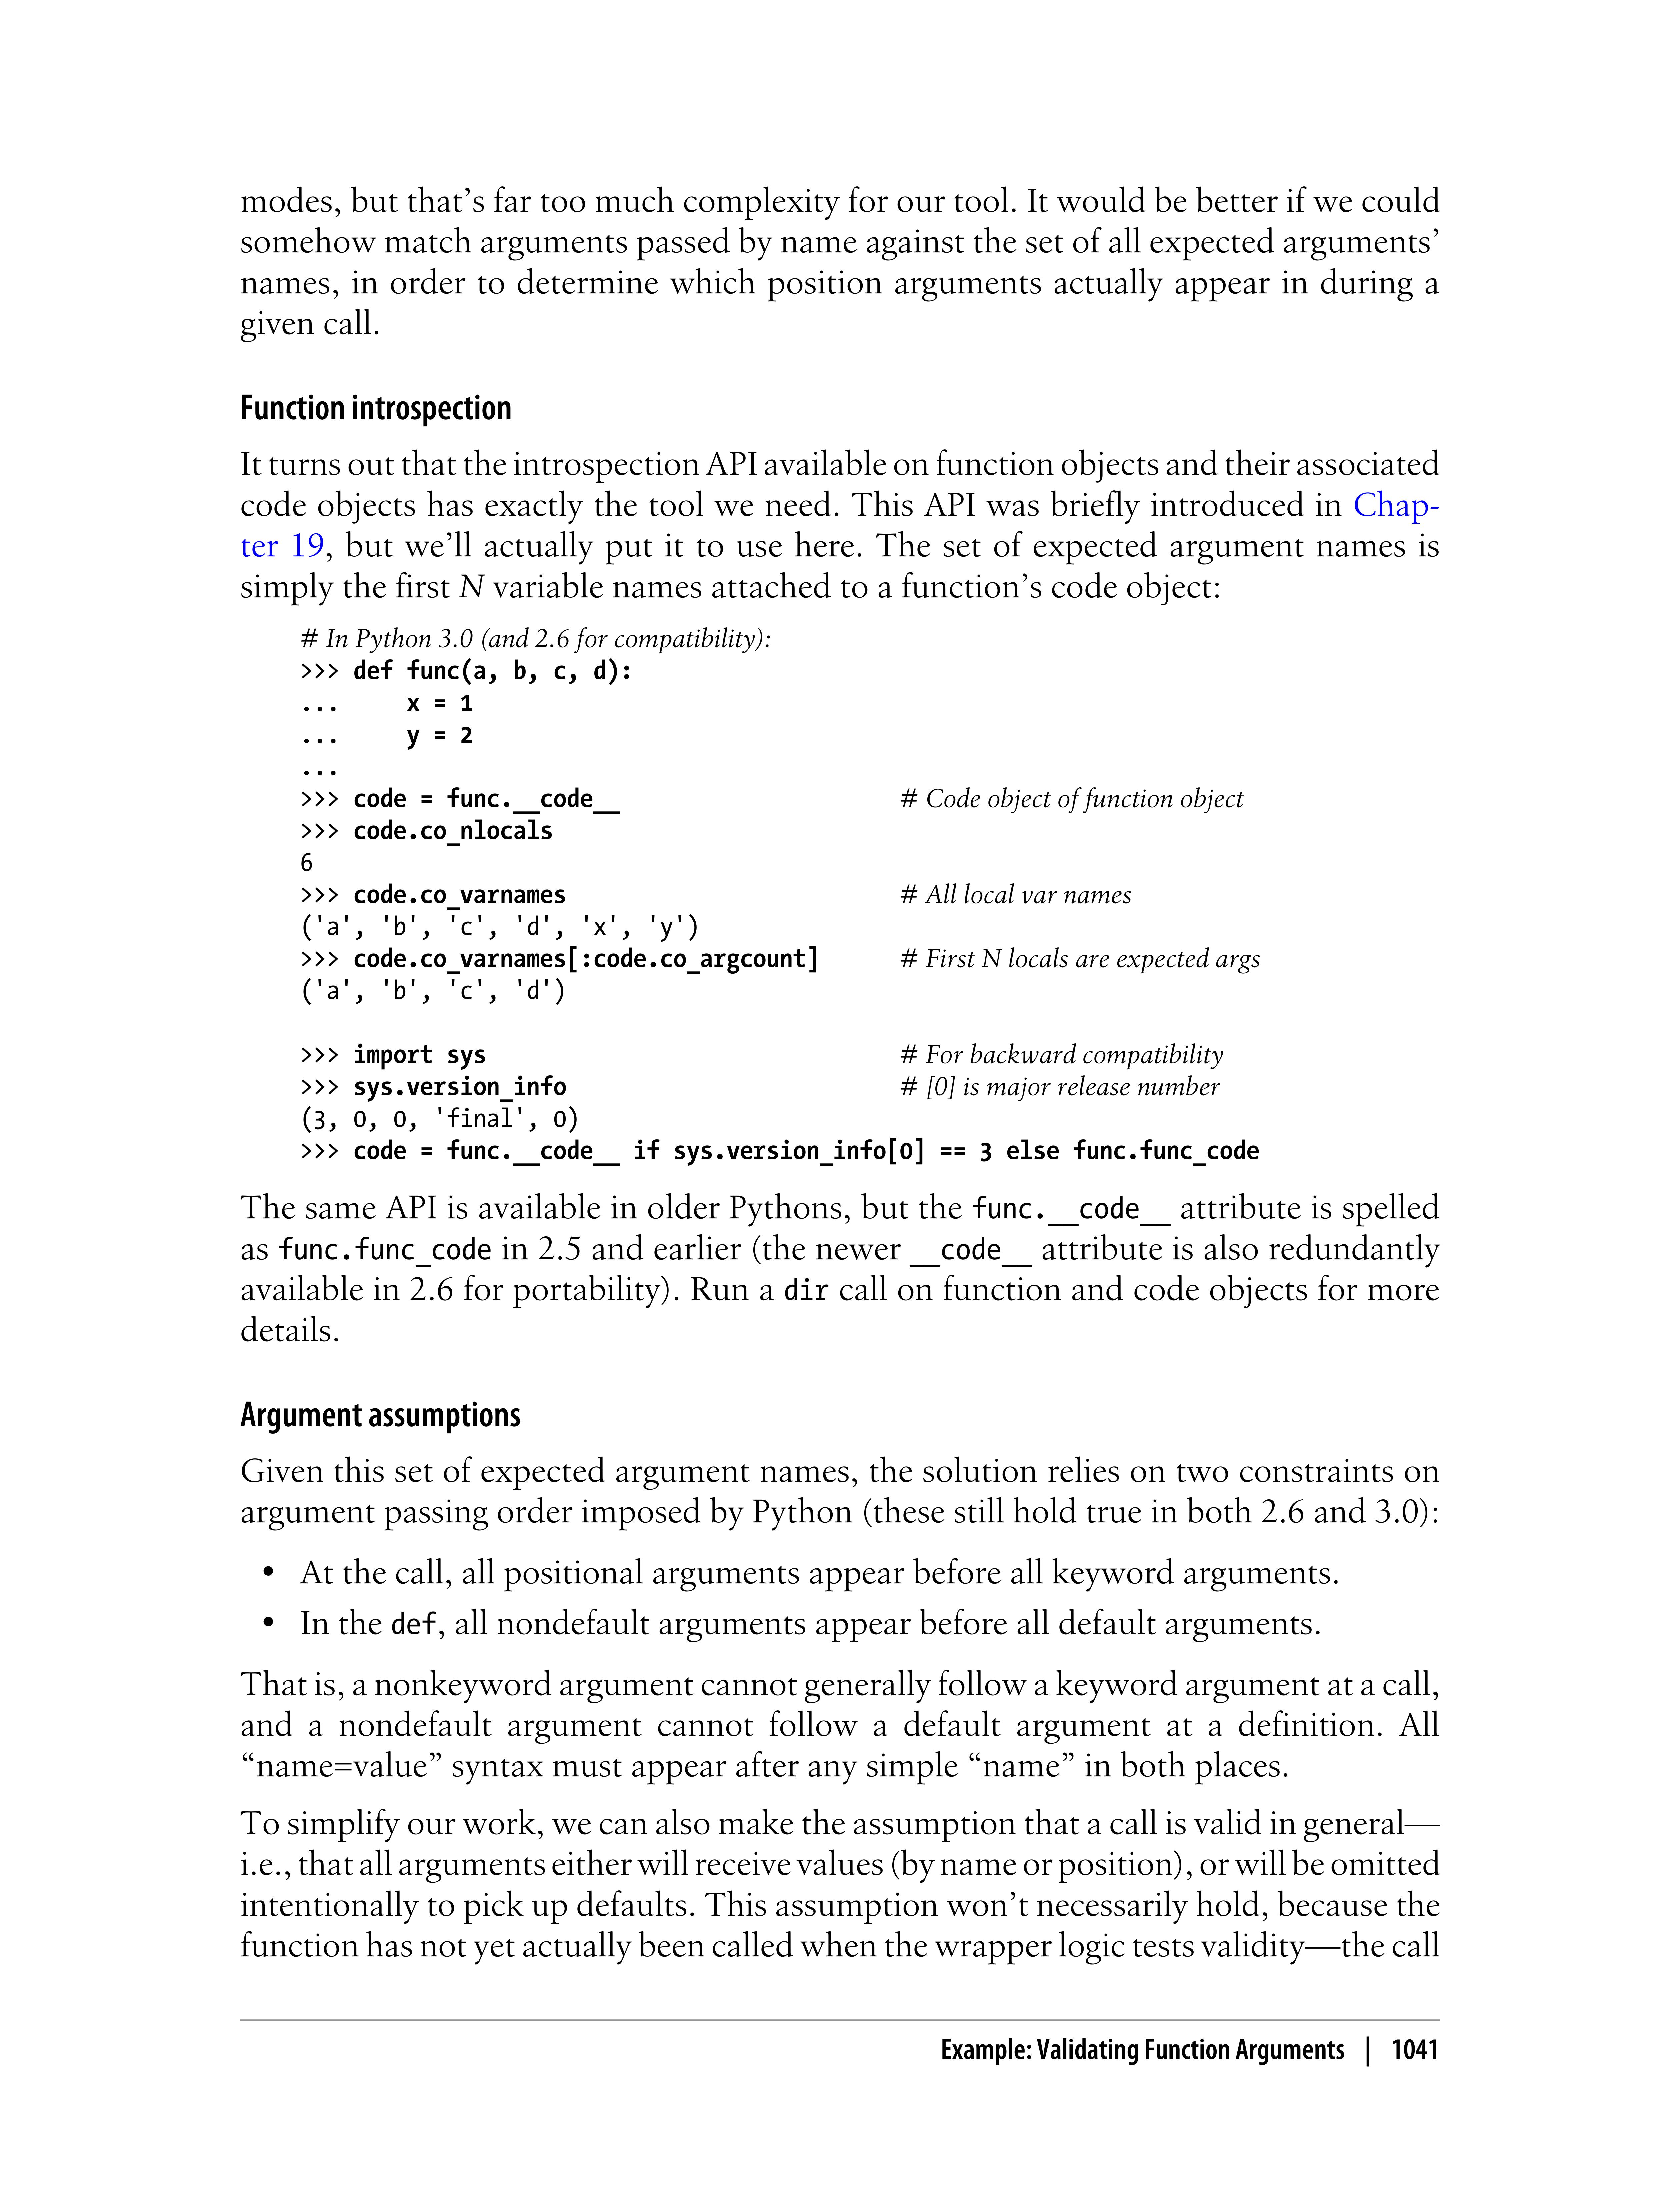 modes, but that’s far too much complexity for our tool. It would be better if we could
somehow match arguments passed by name against the set of all expected arguments’
names, in order to determine which position arguments actually appear in during a
given call.
Function introspection
It turns out that the introspection API available on function objects and their associated
code objects has exactly the tool we need. This API was briefly introduced in Chap-
ter 19, but we’ll actually put it to use here. The set of expected argument names is
simply the first N variable names attached to a function’s code object:
# In Python 3.0 (and 2.6 for compatibility):
>>> def func(a, b, c, d):
...     x = 1
...     y = 2
...
>>> code = func.__code__                     # Code object of function object
>>> code.co_nlocals
6
>>> code.co_varnames                         # All local var names
('a', 'b', 'c', 'd', 'x', 'y')
>>> code.co_varnames[:code.co_argcount]      # First N locals are expected args
('a', 'b', 'c', 'd')
>>> import sys                               # For backward compatibility
>>> sys.version_info                         # [0] is major release number
(3, 0, 0, 'final', 0)
>>> code = func.__code__ if sys.version_info[0] == 3 else func.func_code
The same API is available in older Pythons, but the func.__code__ attribute is spelled
as func.func_code in 2.5 and earlier (the newer __code__ attribute is also redundantly
available in 2.6 for portability). Run a dir call on function and code objects for more
details.
Argument assumptions
Given this set of expected argument names, the solution relies on two constraints on
argument passing order imposed by Python (these still hold true in both 2.6 and 3.0):
• At the call, all positional arguments appear before all keyword arguments.
• In the def, all nondefault arguments appear before all default arguments.
That is, a nonkeyword argument cannot generally follow a keyword argument at a call,
and a nondefault argument cannot follow a default argument at a definition. All
“name=value” syntax must appear after any simple “name” in both places.
To simplify our work, we can also make the assumption that a call is valid in general—
i.e., that all arguments either will receive values (by name or position), or will be omitted
intentionally to pick up defaults. This assumption won’t necessarily hold, because the
function has not yet actually been called when the wrapper logic tests validity—the call
Example: Validating Function Arguments | 1041